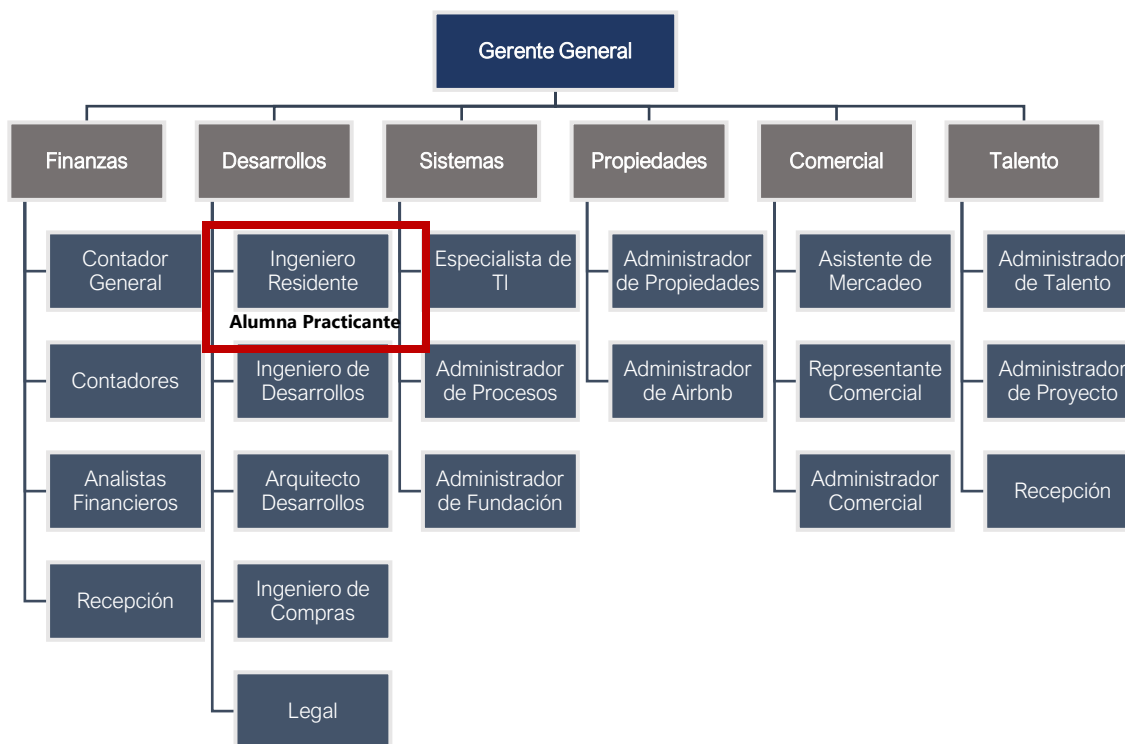 Gerente General
Finanzas
Desarrollos
Sistemas
Propiedades
Comercial
Talento
Contador
General
Contadores
Analistas
Financieros
Recepción
Ingeniero
Residente
Alumna Practicante
Ingeniero de
Desarrollos
Arquitecto
Desarrollos
Ingeniero de
Compras
Legal
Especialista de
TI
Administrador
de Procesos
Administrador
de Fundación
Administrador
de Propiedades
Administrador
de Airbnb
Asistente de
Mercadeo
Representante
Comercial
Administrador
Comercial
Administrador
de Talento
Administrador
de Proyecto
Recepción